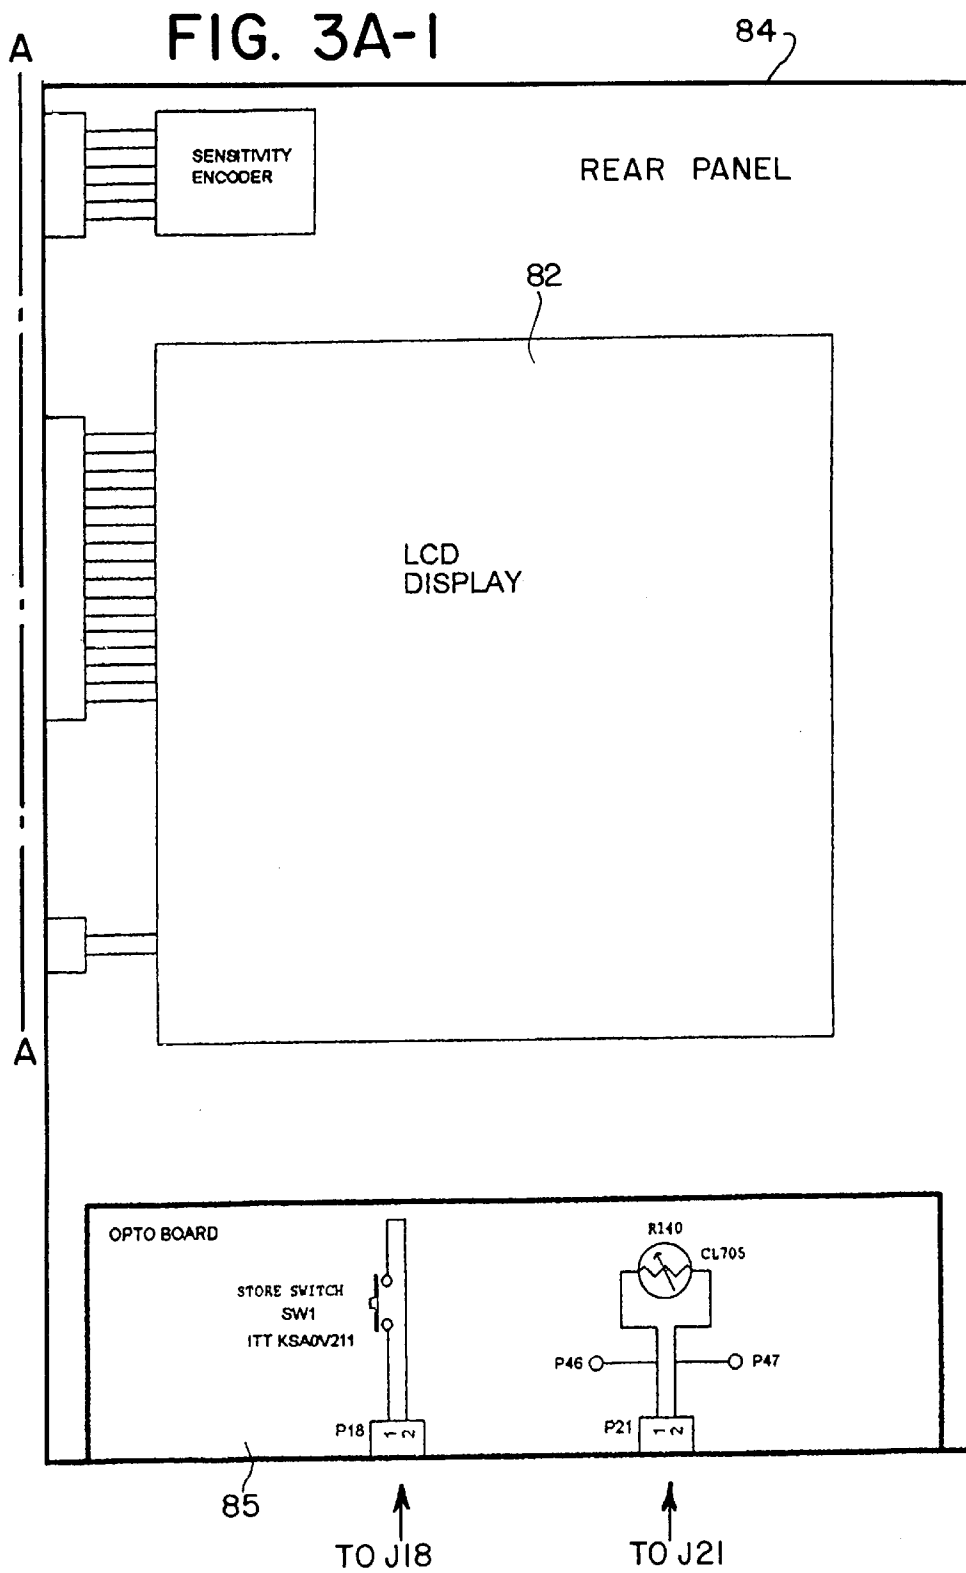 FIG. 3A-1
A
84
SENSITIVITY
ENCODER
REAR PANEL
82
LCD
DISPLAY
A
OPTO BOARD
STORE SWITCH
SW1
ITT KSA0V211
R140
CL705
P46
P47
P18
1
2
P21
1
2
85
TO J18
TO J21